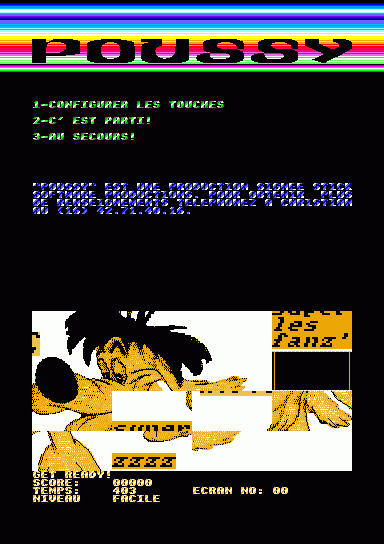 POUSSY
1-CONFIGURER LES TOUCHES
2-C' EST PARTI!
3-AU SECOURS!
"POUSSY" EST UNE PRODUCTION SIGNEE STICK
SOFTWARE PRODUCTIONS. POUR OBTENIR PLUS
DE RENSEIGNEMENTS TELEPHONEZ A CHRISTIAN
AU (16) 42.71.40.16.
les
fanz'
zzzz
GET READY!
SCORE: 00000
TEMPS: 403 ECRAN NO: 00
NIVEAU FACILE